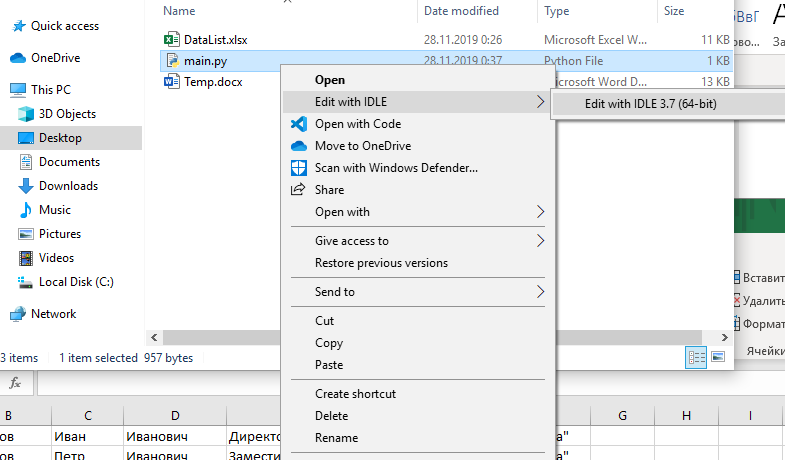 Quick access
OneDrive
This PC
3D Objects
Desktop
Documents
Downloads
Music
Pictures
Videos
Local Disk (C:)
Network
Name Date modified Type Size
DataList.xlsx 28.11.2019 0:26 Microsoft Excel W... 11 KB
main.py 28.11.2019 0:37 Python File 1 KB
Temp.docx Microsoft Word D... 13 KB
Open
Edit with IDLE
Edit with IDLE 3.7 (64-bit)
Open with Code
Move to OneDrive
Scan with Windows Defender...
Share
Open with
Give access to
Restore previous versions
Send to
Cut
Copy
Paste
Create shortcut
Delete
Rename
3 items 1 item selected 957 bytes
Вставит
Удалить
Формат
Ячейки
fx
B C D G H I
ов Иван Иванович Директо а"
ов Петр Иванович Замести а"